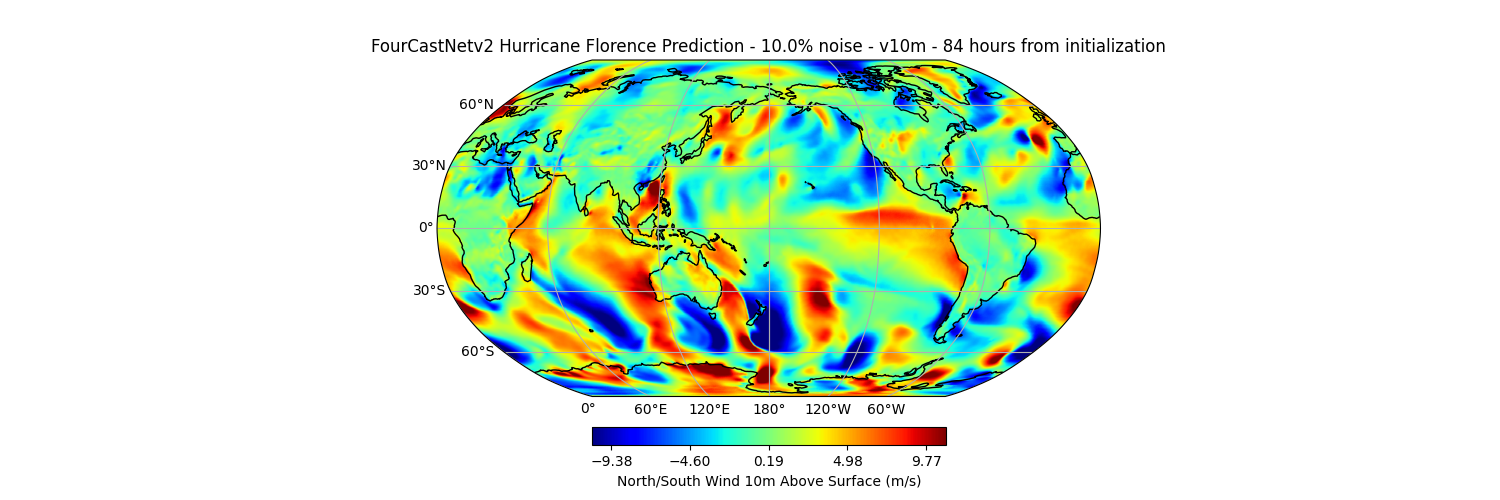 FourCastNetv2 Hurricane Florence Prediction - 10.0% noise - v10m - 84 hours from initialization
60°N
30°N
0°
30°S
60°S
0° 60°E 120°E 180° 120°W 60°W
−9.38 −4.60 0.19 4.98 9.77
North/South Wind 10m Above Surface (m/s)